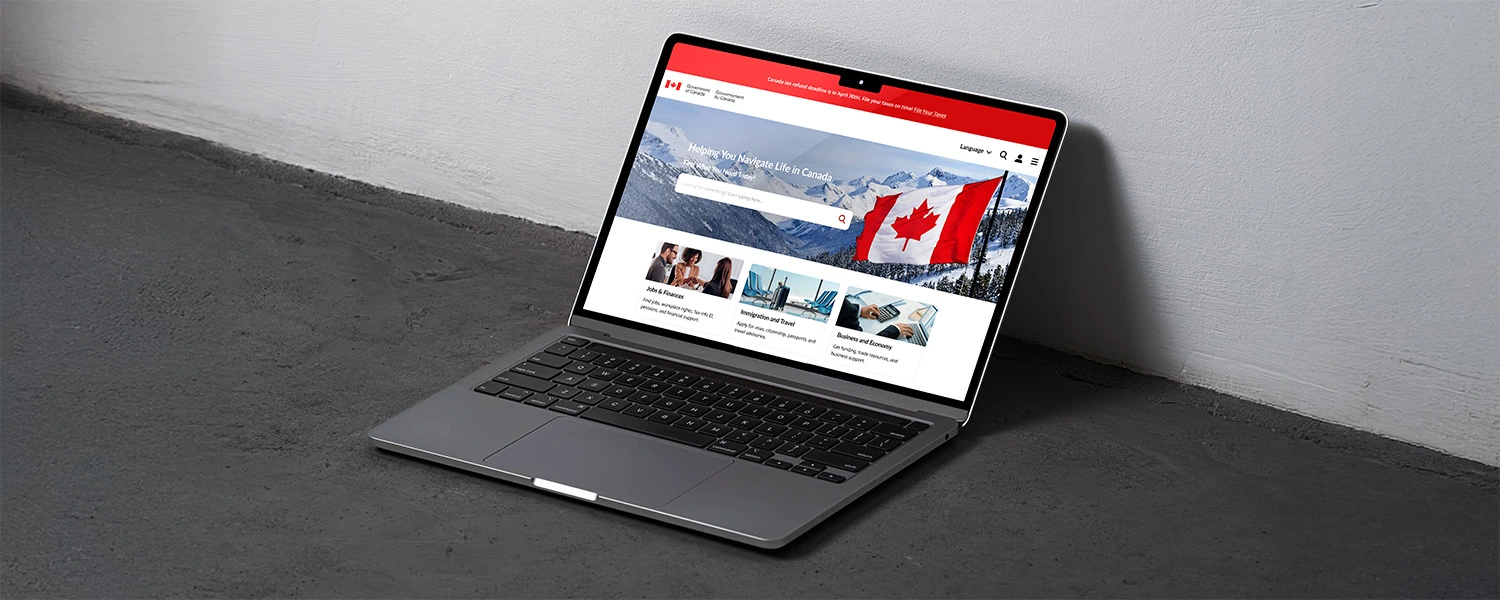 Canada tax refund deadline is in April 30th! File your taxes on time! File Your Taxes
Government
of Canada
Gouvernement
du Canada
Language
Helping You Navigate Life in Canada
Find What You Need Today!
Looking for something? Start typing here...
Jobs & Finances
Find jobs, workplace rights, Tax info EI,
pensions, and financial support.
Immigration and Travel
Apply for visas, citizenship, passports, and
travel advisories.
Business and Economy
Get funding, trade resources, and
business support.